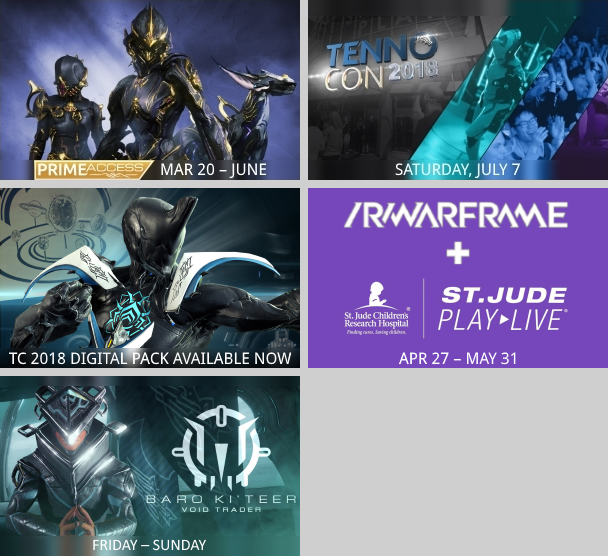 PRIME ACCESS MAR 20 – JUNE
TENNO
CON 2018
SATURDAY, JULY 7
TC 2018 DIGITAL PACK AVAILABLE NOW
/R/WARFRAME
+
St. Jude Children's
Research Hospital
Finding cures. Saving children.
ST. JUDE
PLAY LIVE
APR 27 – MAY 31
BARO KI'TEER
VOID TRADER
FRIDAY – SUNDAY